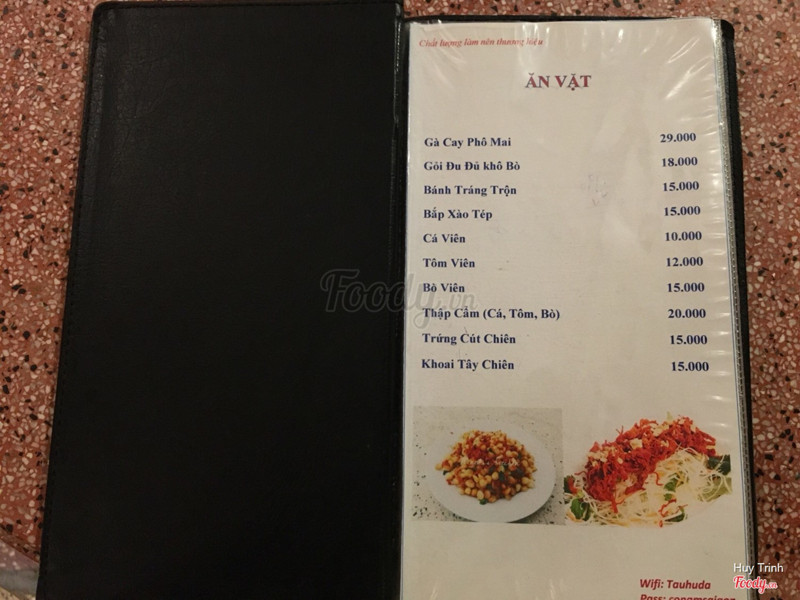 Chất lượng làm nên thương hiệu
ĂN VẶT
Gà Cay Phô Mai 29.000
Gỏi Đu Đủ khô Bò 18.000
Bánh Tráng Trộn 15.000
Bắp Xào Tép 15.000
Cá Viên 10.000
Tôm Viên 12.000
Bò Viên 15.000
Thập Cẩm (Cá, Tôm, Bò) 20.000
Trứng Cút Chiên 15.000
Khoai Tây Chiên 15.000
Foody.vn
Wifi: Tauhuda
Pass:
Huy Trinh
Foody.vn